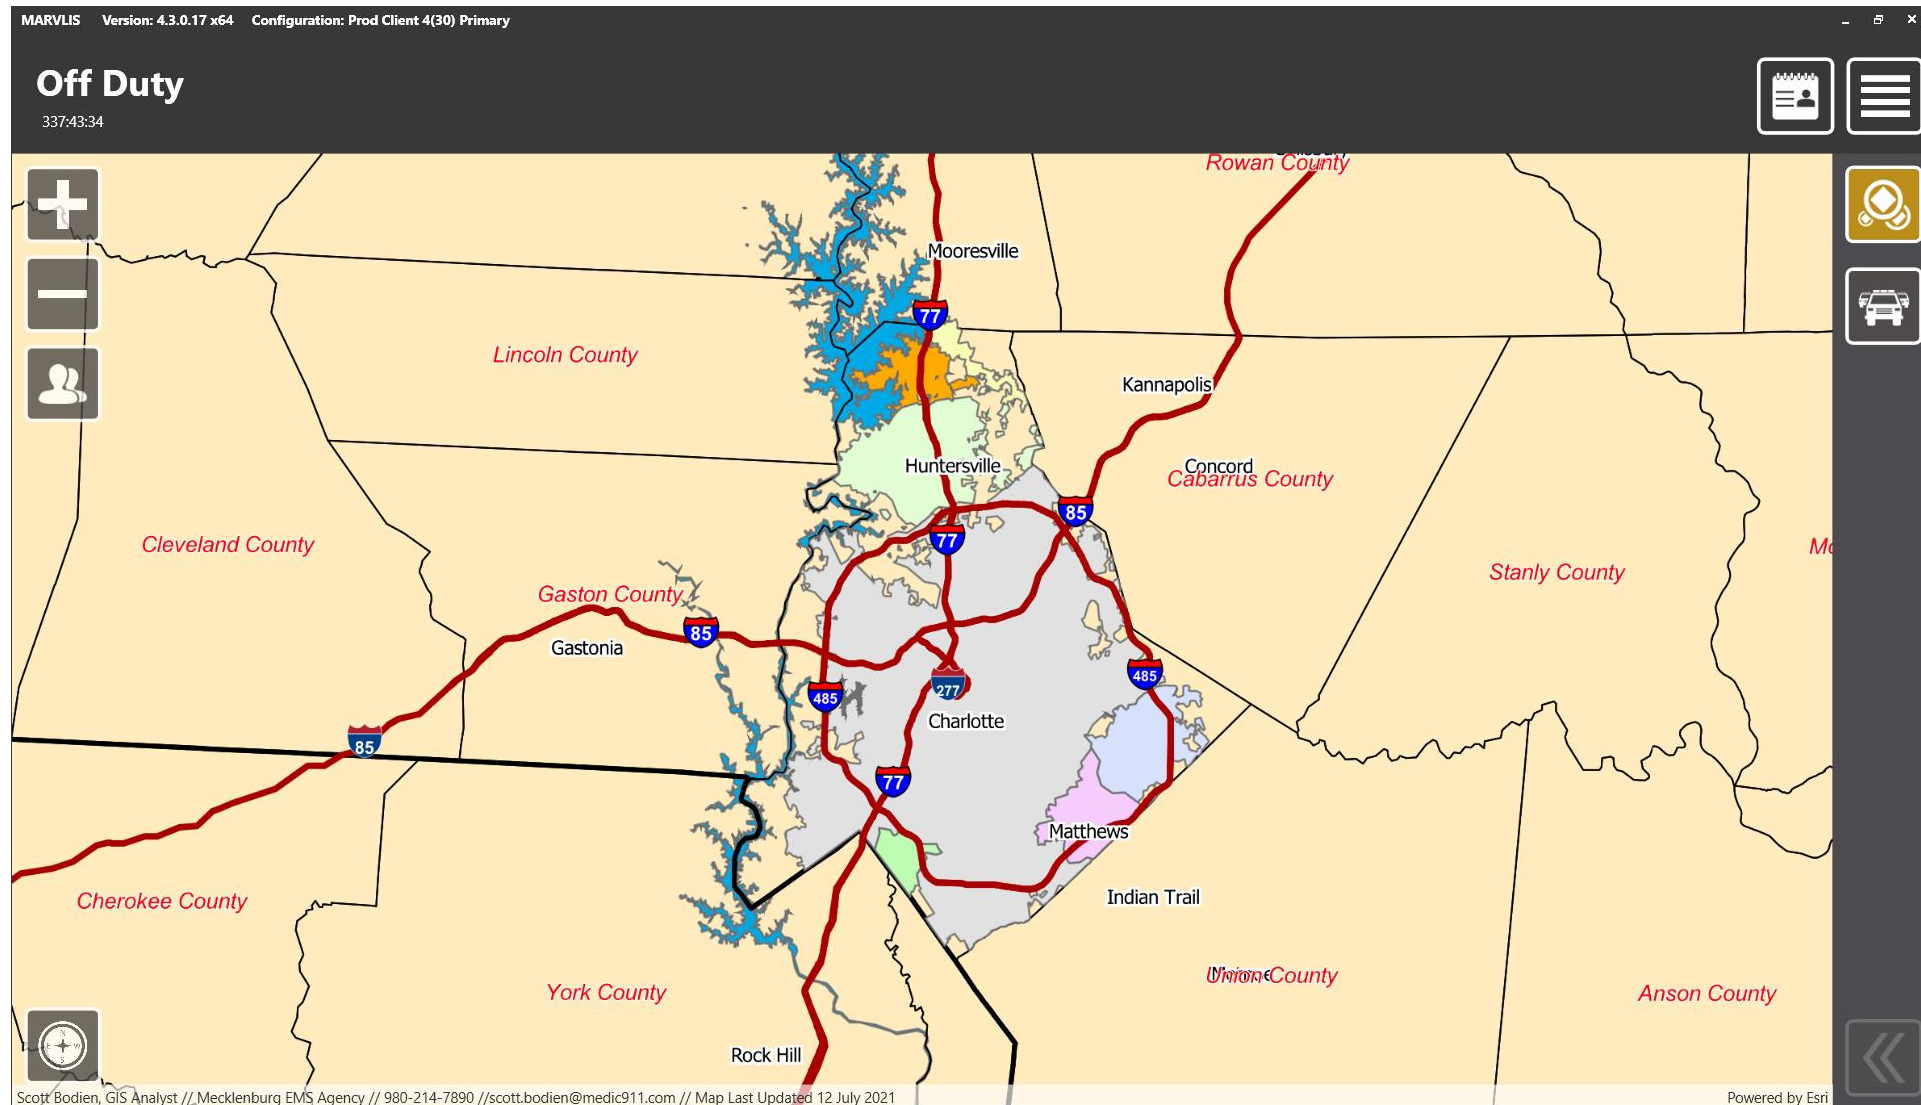 MARVLIS Version: 4.3.0.17 x64 Configuration: Prod Client 4(30) Primary
Off Duty
337:43:34
Rowan County
Mooresville
77
Lincoln County
Kannapolis
Huntersville
Concord
Cabarrus County
85
77
Cleveland County
Stanly County
Gaston County
85
Gastonia
485
277
485
Charlotte
85
77
Matthews
Indian Trail
Cherokee County
Union County
York County
Anson County
Rock Hill
N
E W
S
Scott Bodien, GIS Analyst // Mecklenburg EMS Agency // 980-214-7890 //scott.bodien@medic911.com // Map Last Updated 12 July 2021
Powered by Esri